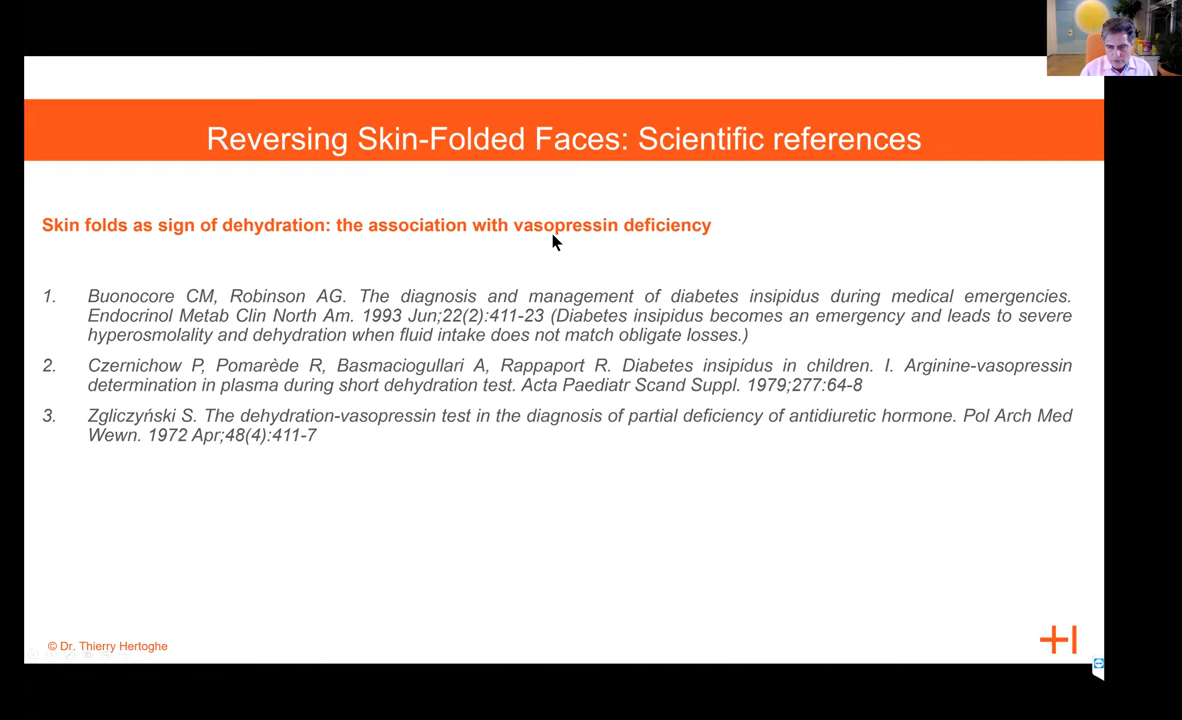 Reversing Skin-Folded Faces: Scientific references
Skin folds as sign of dehydration: the association with vasopressin deficiency
1. Buonocore CM, Robinson AG. The diagnosis and management of diabetes insipidus during medical emergencies.
Endocrinol Metab Clin North Am. 1993 Jun;22(2):411-23 (Diabetes insipidus becomes an emergency and leads to severe
hyperosmolality and dehydration when fluid intake does not match obligate losses.)
2. Czernichow P, Pomarède R, Basmaciogullari A, Rappaport R. Diabetes insipidus in children. I. Arginine-vasopressin
determination in plasma during short dehydration test. Acta Paediatr Scand Suppl. 1979;277:64-8
3. Zgliczyński S. The dehydration-vasopressin test in the diagnosis of partial deficiency of antidiuretic hormone. Pol Arch Med
Wewn. 1972 Apr;48(4):411-7
© Dr. Thierry Hertoghe